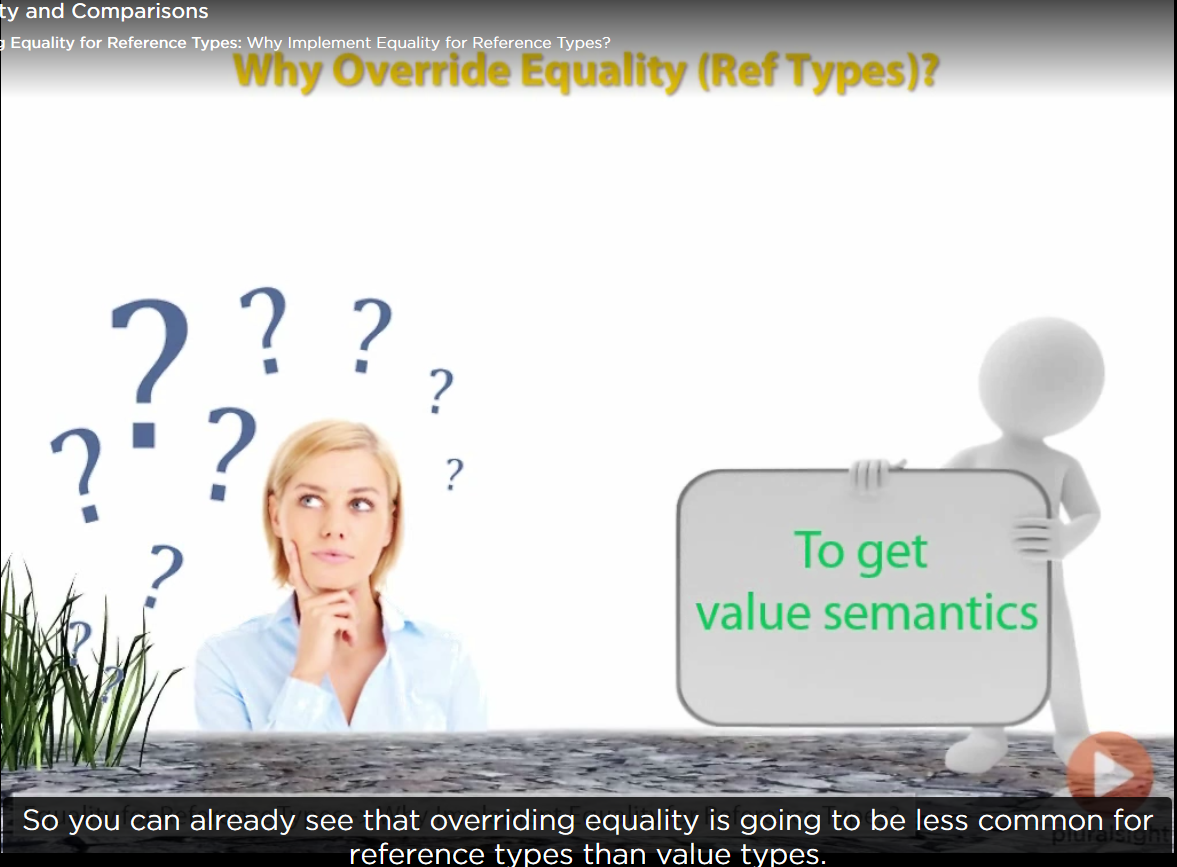 ty and Comparisons
g Equality for Reference Types: Why Implement Equality for Reference Types?
Why Override Equality (Ref Types)?
? ? ? ? ? ? ? ? ? ?
To get
value semantics
So you can already see that overriding equality is going to be less common for
reference types than value types.
pluralsight